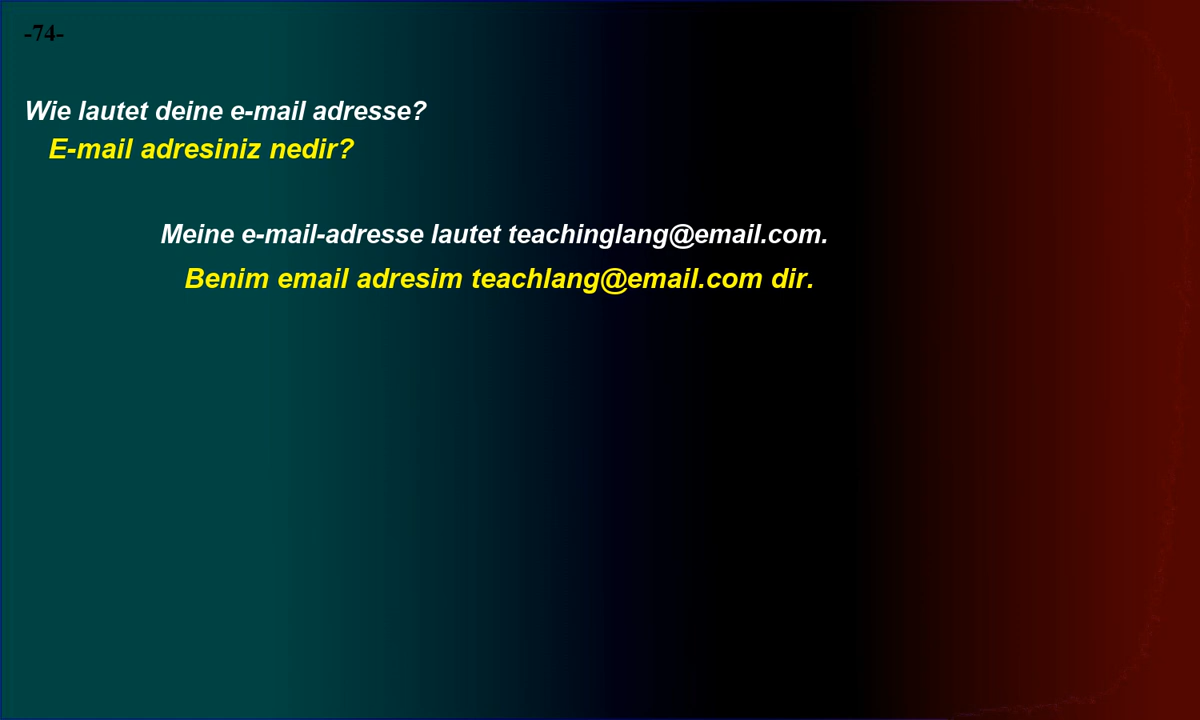 -74-
Wie lautet deine e-mail adresse?
E-mail adresiniz nedir?
Meine e-mail-adresse lautet teachinglang@email.com.
Benim email adresim teachlang@email.com dir.